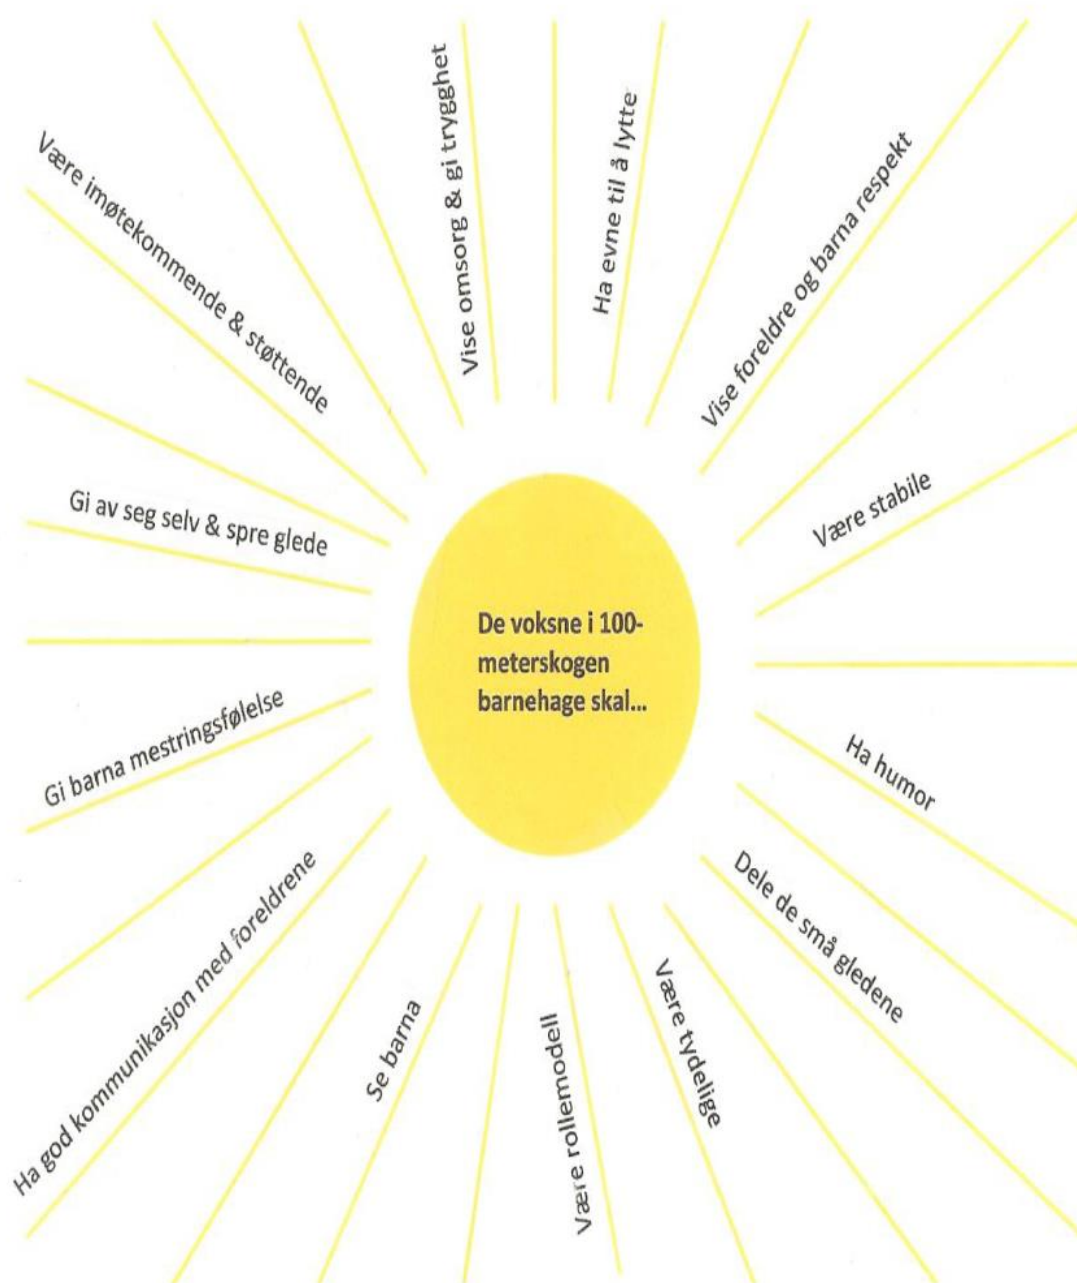 De voksne i 100-
meterskogen
barnehage skal...
Vise omsorg & gi trygghet
Ha evne til å lytte
Vise foreldre og barna respekt
Være stabile
Ha humor
Dele de små gledene
Være tydelige
Være rollemodell
Se barna
Ha god kommunikasjon med foreldrene
Gi barna mestringsfølelse
Gi av seg selv & spre glede
Være imøtekommende & støttende